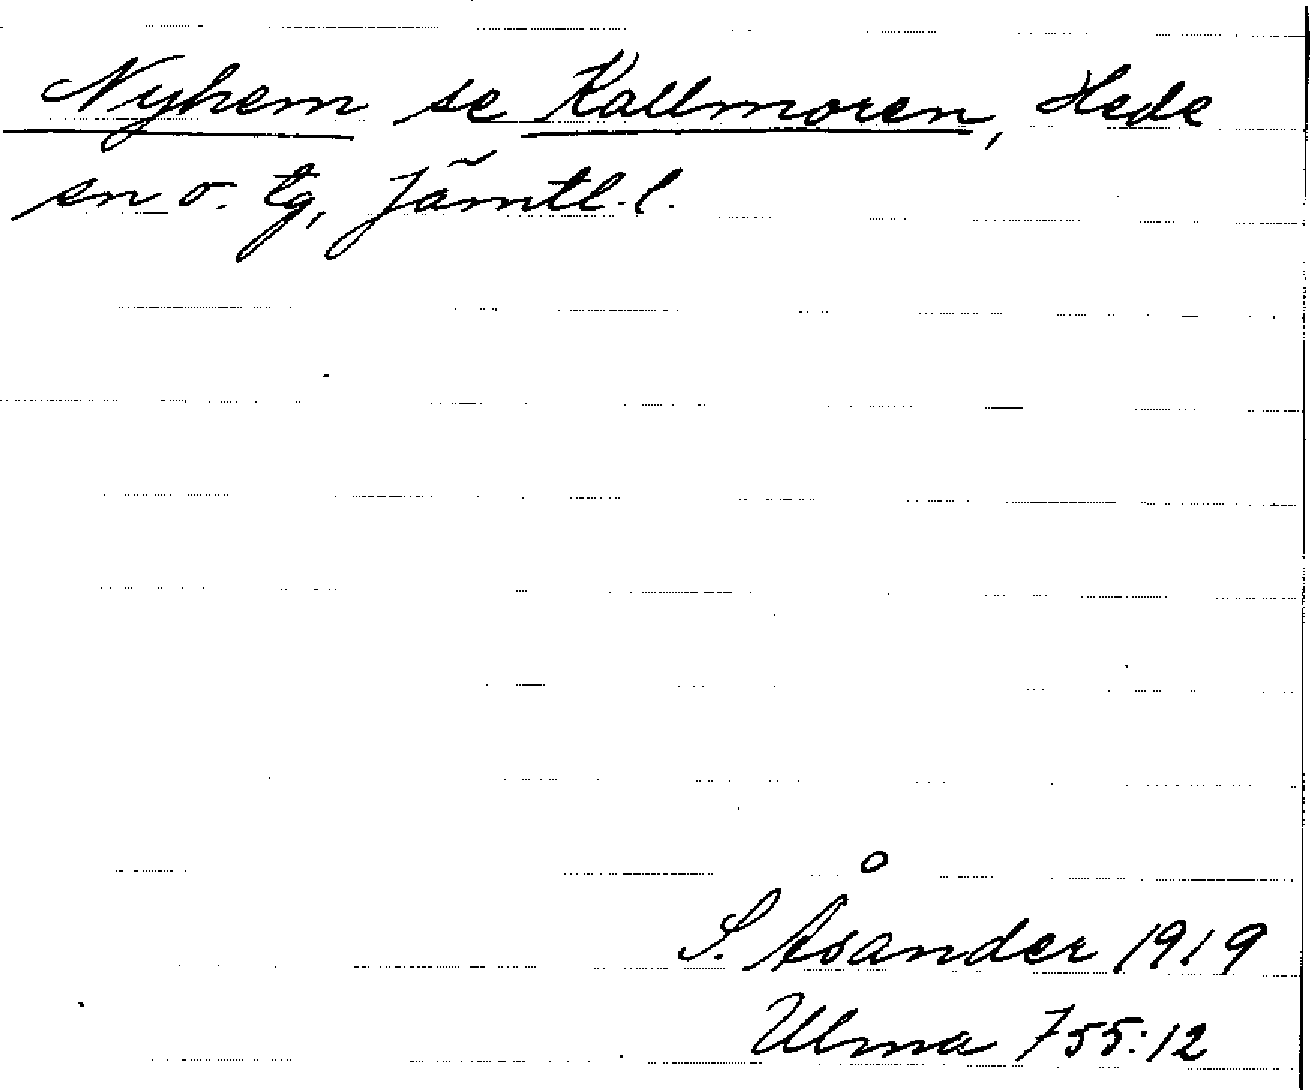 Nyhem se Kallmoren, Hede
sn o. tg, Jämtl. l.
S. Åsander 1919
Ulma 755:12